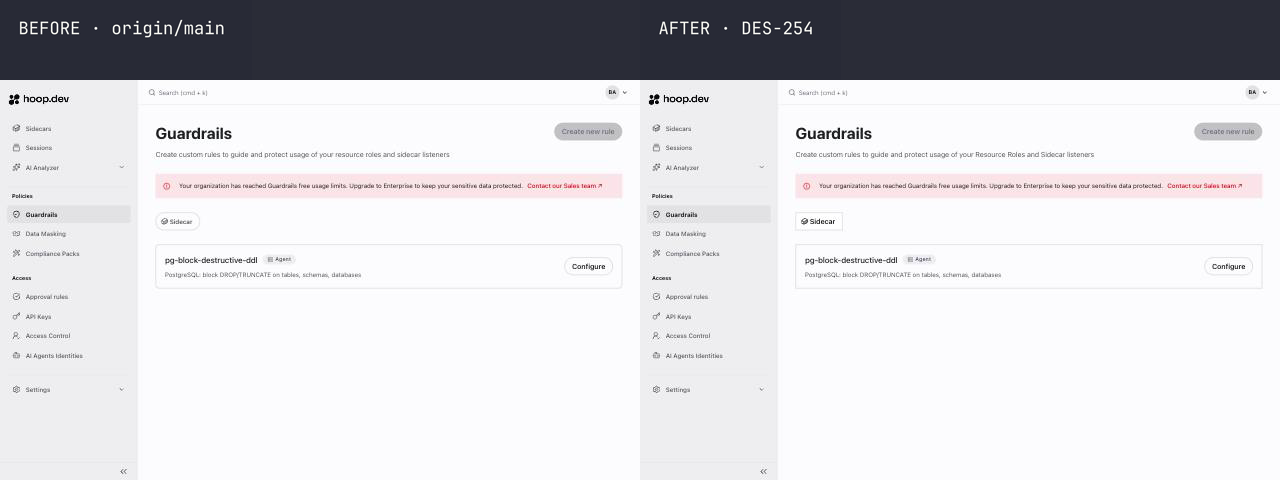 BEFORE · origin/main
hoop.dev
Search (cmd + k)
BA
Sidecars
Sessions
AI Analyzer
Policies
Guardrails
Data Masking
Compliance Packs
Access
Approval rules
API Keys
Access Control
AI Agents Identities
Settings
Guardrails
Create new rule
Create custom rules to guide and protect usage of your resource roles and sidecar listeners
Your organization has reached Guardrails free usage limits. Upgrade to Enterprise to keep your sensitive data protected. Contact our Sales team ↗
Sidecar
pg-block-destructive-ddl Agent
PostgreSQL: block DROP/TRUNCATE on tables, schemas, databases
Configure
AFTER · DES-254
hoop.dev
Search (cmd + k)
BA
Sidecars
Sessions
AI Analyzer
Policies
Guardrails
Data Masking
Compliance Packs
Access
Approval rules
API Keys
Access Control
AI Agents Identities
Settings
Guardrails
Create new rule
Create custom rules to guide and protect usage of your Resource Roles and Sidecar listeners
Your organization has reached Guardrails free usage limits. Upgrade to Enterprise to keep your sensitive data protected. Contact our Sales team ↗
Sidecar
pg-block-destructive-ddl Agent
PostgreSQL: block DROP/TRUNCATE on tables, schemas, databases
Configure